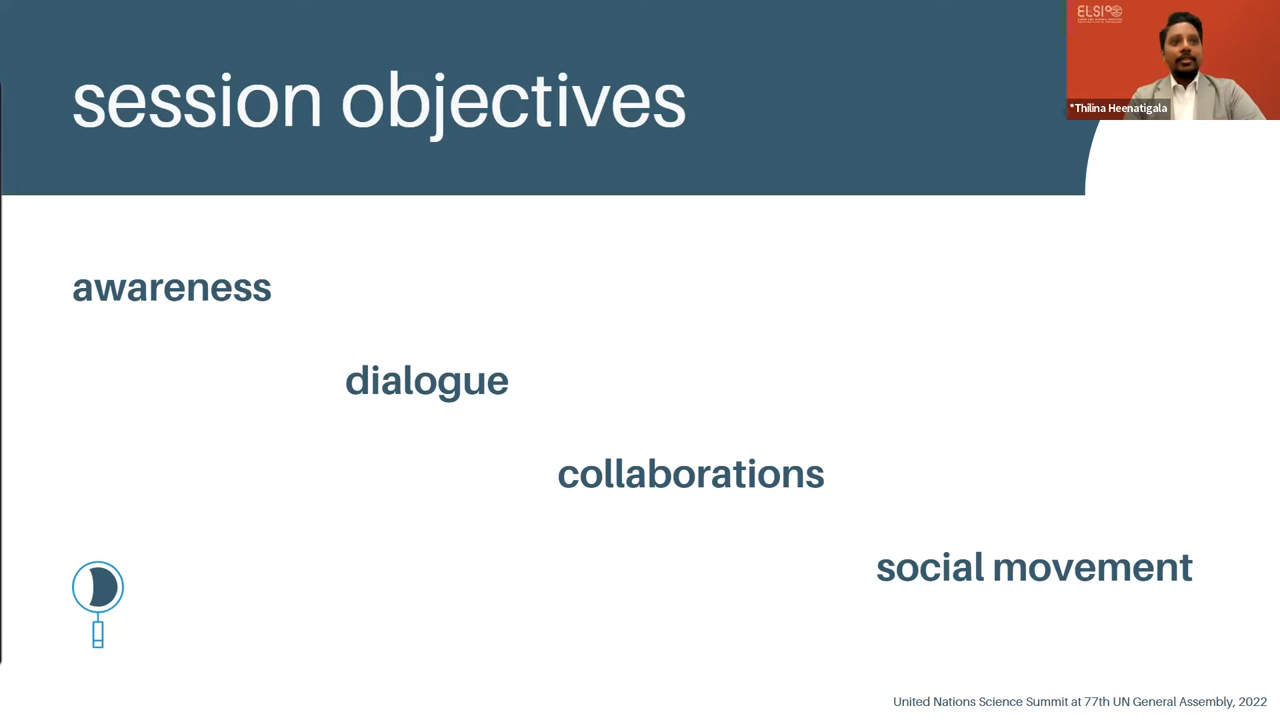 session objectives
ELSI
*Thilina Heenatigala
awareness
dialogue
collaborations
social movement
United Nations Science Summit at 77th UN General Assembly, 2022